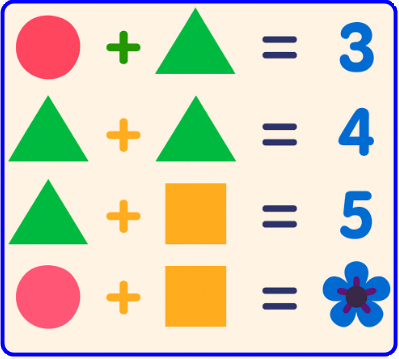 + = 3
+ = 4
+ = 5
+ =